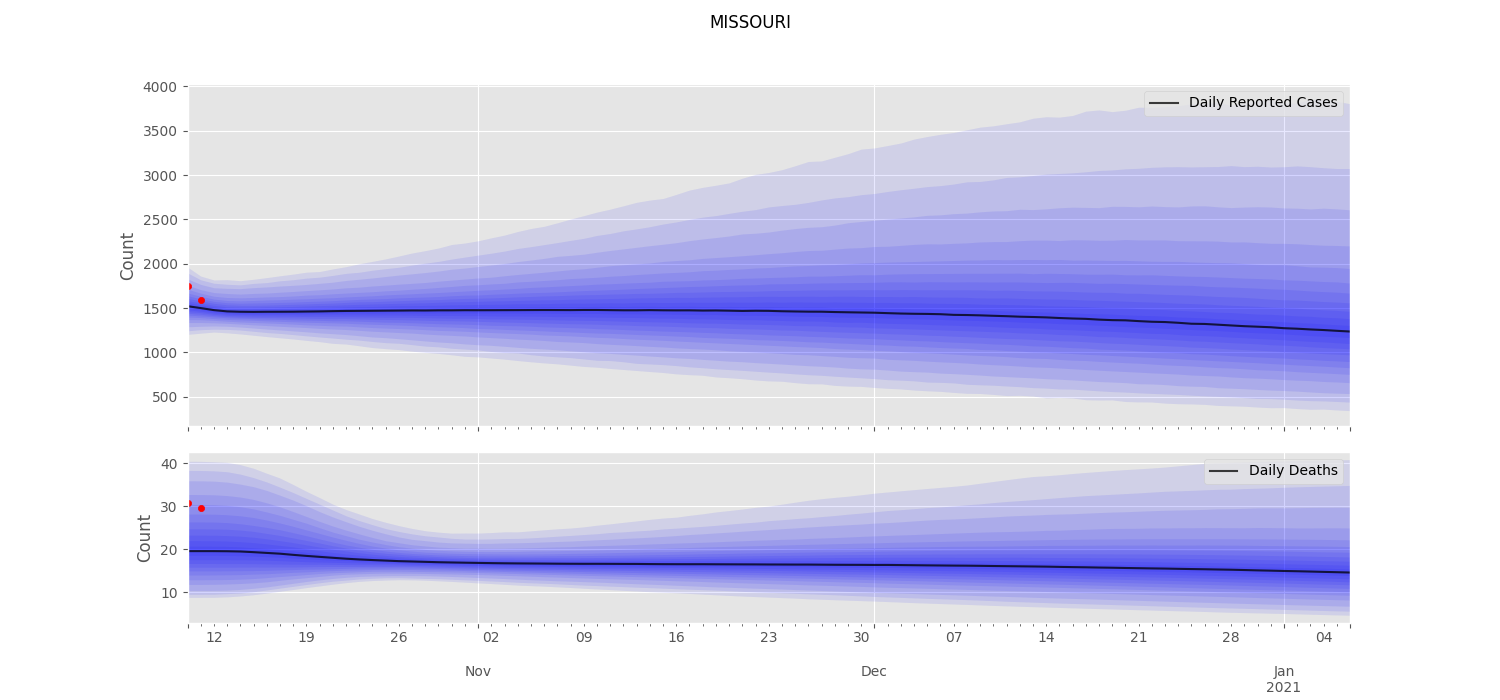 MISSOURI
4000
3500
3000
2500
2000
1500
1000
500
Count
Daily Reported Cases
40
30
20
10
Count
Daily Deaths
12 19 26 02 09 16 23 30 07 14 21 28 04
Nov Dec Jan
2021